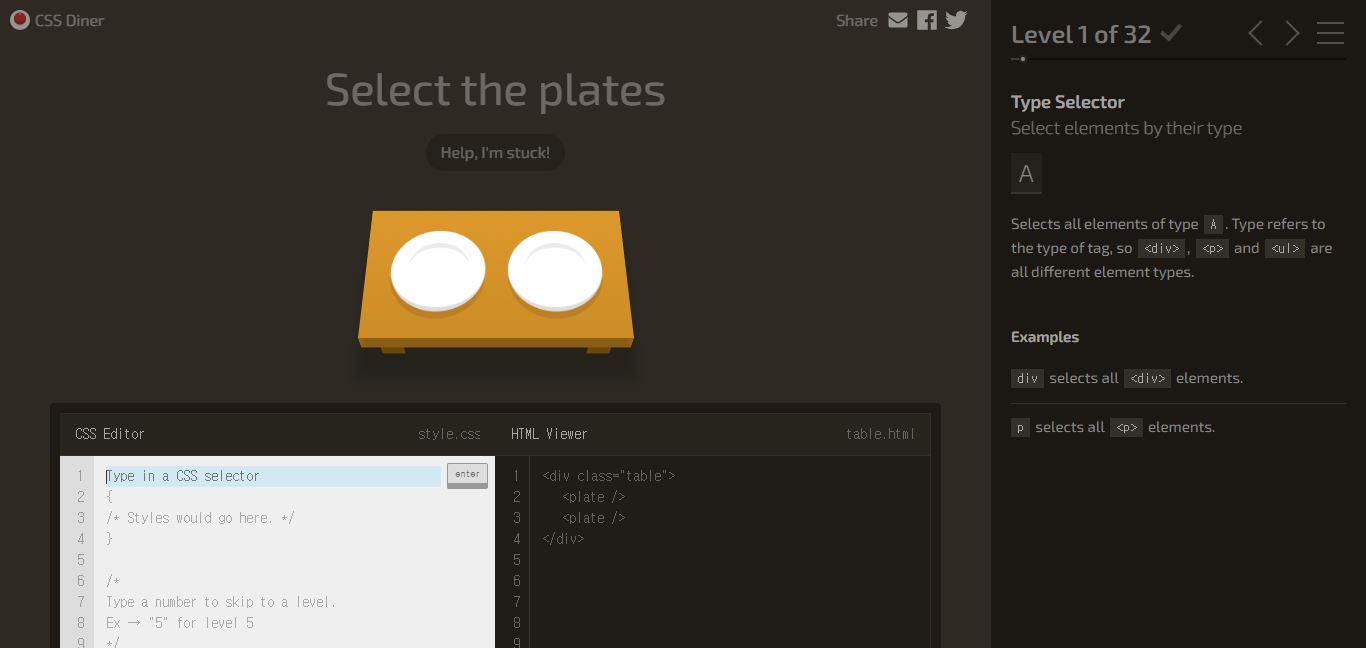 CSS Diner
Share
Select the plates
Help, I'm stuck!
CSS Editor
style.css
HTML Viewer
table.html
1
2
3
4
5
6
7
8
9
Type in a CSS selector
enter
{
/* Styles would go here. */
}
/*
Type a number to skip to a level.
Ex → "5" for level 5
*/
1
2
3
4
5
6
7
8
9
<div class="table">
<plate />
<plate />
</div>
Level 1 of 32
Type Selector
Select elements by their type
A
Selects all elements of type A . Type refers to
the type of tag, so <div> , <p> and <ul> are
all different element types.
Examples
div selects all <div> elements.
p selects all <p> elements.